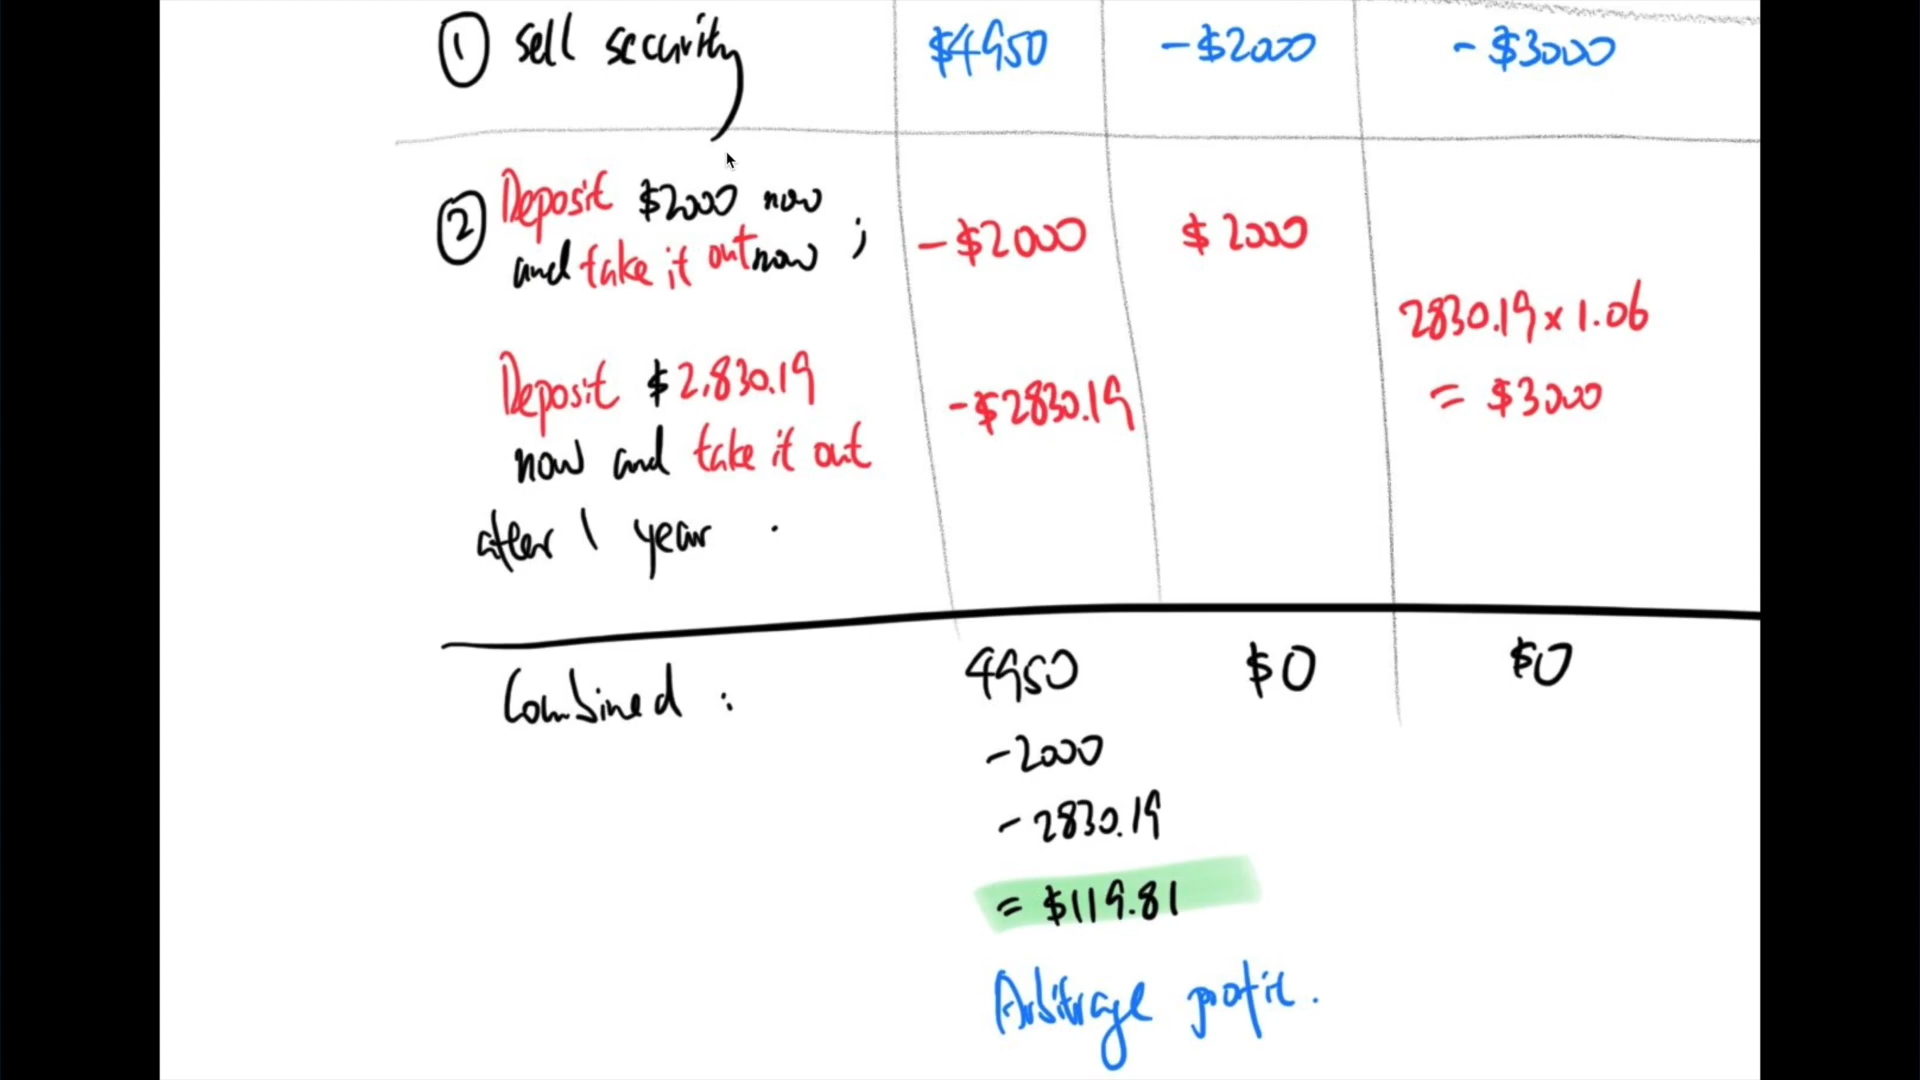 ① sell security $4950 -$2000 -$3000
② Deposit $2000 now -$2000 $2000
and take it out now ;
2830.19 x 1.06
Deposit $2,830.19 -$2830.19 = $3000
now and take it out
after 1 year .
Combined : 4950 $0 $0
-2000
-2830.19
= $119.81
Arbitrage profit.